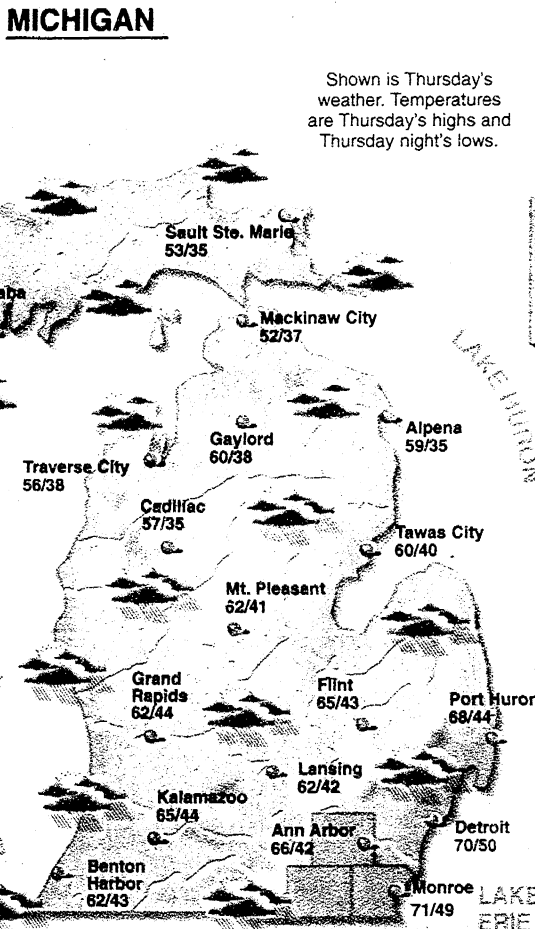 MICHIGAN
Shown is Thursday's
weather. Temperatures
are Thursday's highs and
Thursday night's lows.
Sault Ste. Marie
53/35
aba
Mackinaw City
52/37
LAKE HURON
Gaylord
60/38
Alpena
59/35
Traverse City
56/38
Cadillac
57/35
Tawas City
60/40
Mt. Pleasant
62/41
Grand
Rapids
62/44
Flint
65/43
Port Huron
68/44
Lansing
62/42
Kalamazoo
65/44
Ann Arbor
66/42
Detroit
70/50
Benton
Harbor
62/43
Monroe
71/49
LAKE
ERIE